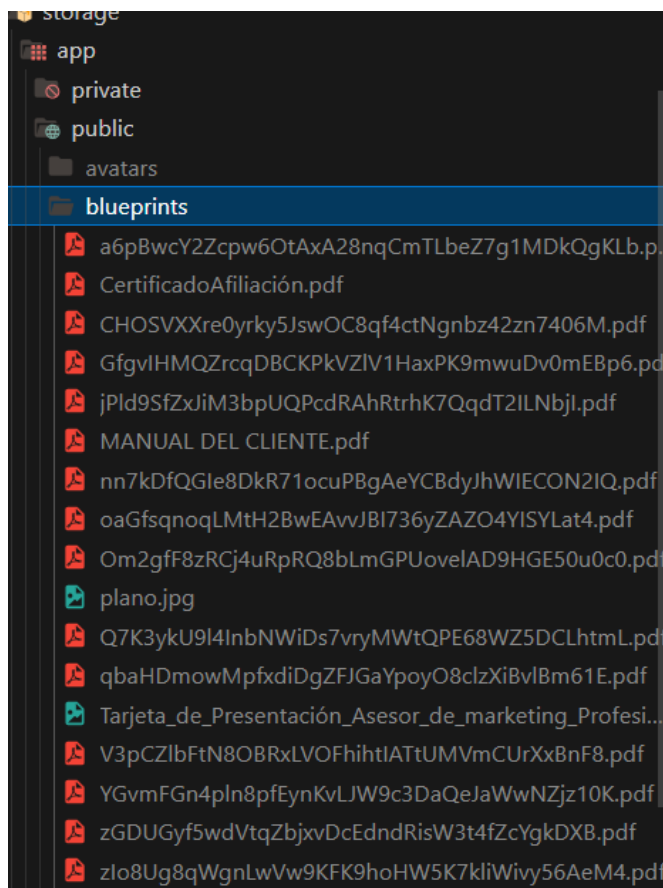 storage
app
private
public
avatars
blueprints
a6pBwcY2Zcpw6OtAxA28nqCmTLbeZ7g1MDkQgKLb.p.
CertificadoAfiliación.pdf
CHOSVXXre0yrky5JswOC8qf4ctNgnbz42zn7406M.pdf
GfgvIHMQZrcqDBCKPkVZlV1HaxPK9mwuDv0mEBp6.pd
jPld9SfZxJiM3bpUQPcdRAhRtrhK7QqdT2ILNbjI.pdf
MANUAL DEL CLIENTE.pdf
nn7kDfQGIe8DkR71ocuPBgAeYCBdyJhWIECON2IQ.pdf
oaGfsqnoqLMtH2BwEAvvJBI736yZAZO4YISYLat4.pdf
Om2gfF8zRCj4uRpRQ8bLmGPUovelAD9HGE50u0c0.pdf
plano.jpg
Q7K3ykU9l4InbNWiDs7vryMWtQPE68WZ5DCLhtmL.pdf
qbaHDmowMpfxdiDgZFJGaYpoyO8clzXiBvlBm61E.pdf
Tarjeta_de_Presentación_Asesor_de_marketing_Profesi...
V3pCZlbFtN8OBRxLVOFhihtIATtUMVmCUrXxBnF8.pdf
YGvmFGn4pln8pfEynKvLJW9c3DaQeJaWwNZjz10K.pdf
zGDUGyf5wdVtqZbjxvDcEdndRisW3t4fZcYgkDXB.pdf
zIo8Ug8qWgnLwVw9KFK9hoHW5K7kliWivy56AeM4.pdf